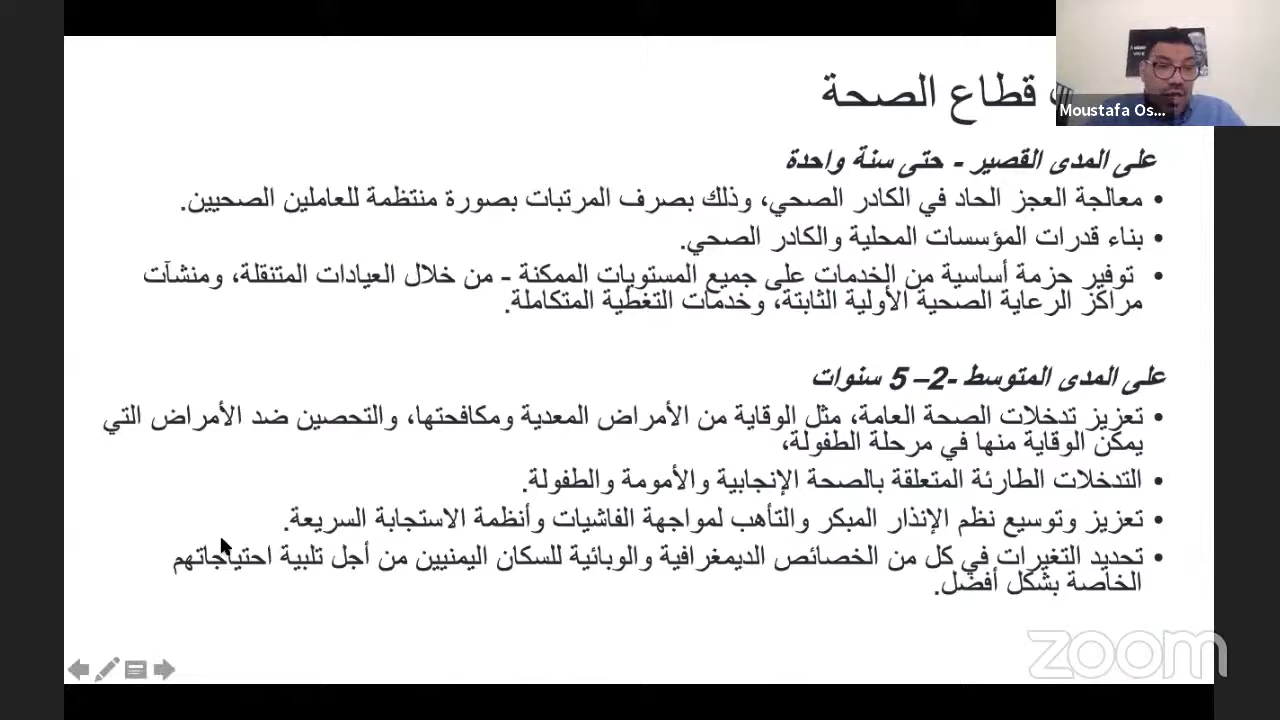 قطاع الصحة
Moustafa Os...
على المدى القصير - حتى سنة واحدة
• معالجة العجز الحاد في الكادر الصحي، وذلك بصرف المرتبات بصورة منتظمة للعاملين الصحيين.
• بناء قدرات المؤسسات المحلية والكادر الصحي.
• توفير حزمة أساسية من الخدمات على جميع المستويات الممكنة - من خلال العيادات المتنقلة، ومنشآت
مراكز الرعاية الصحية الأولية الثابتة، وخدمات التغطية المتكاملة.
على المدى المتوسط -2– 5 سنوات
• تعزيز تدخلات الصحة العامة، مثل الوقاية من الأمراض المعدية ومكافحتها، والتحصين ضد الأمراض التي
يمكن الوقاية منها في مرحلة الطفولة،
• التدخلات الطارئة المتعلقة بالصحة الإنجابية والأمومة والطفولة.
• تعزيز وتوسيع نظم الإنذار المبكر والتأهب لمواجهة الفاشيات وأنظمة الاستجابة السريعة.
• تحديد التغيرات في كل من الخصائص الديمغرافية والوبائية للسكان اليمنيين من أجل تلبية احتياجاتهم
الخاصة بشكل أفضل.
zoom